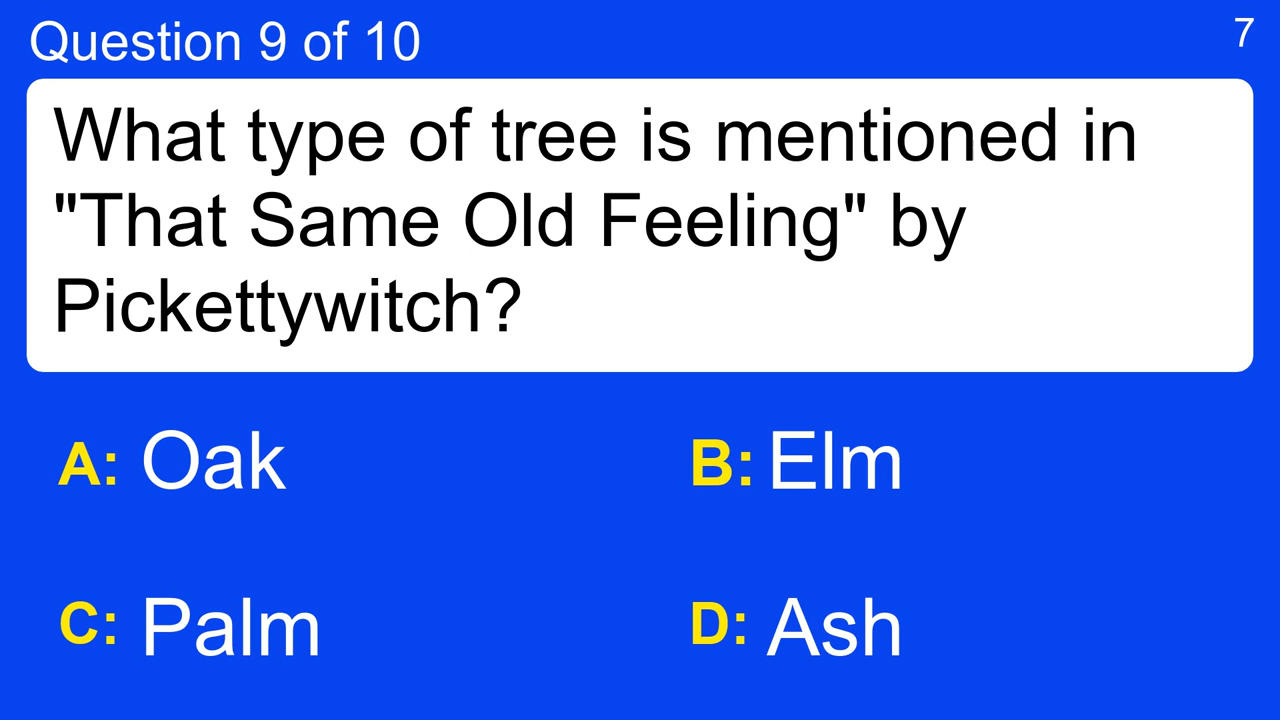 Question 9 of 10
7
What type of tree is mentioned in
"That Same Old Feeling" by
Pickettywitch?
A: Oak
B: Elm
C: Palm
D: Ash